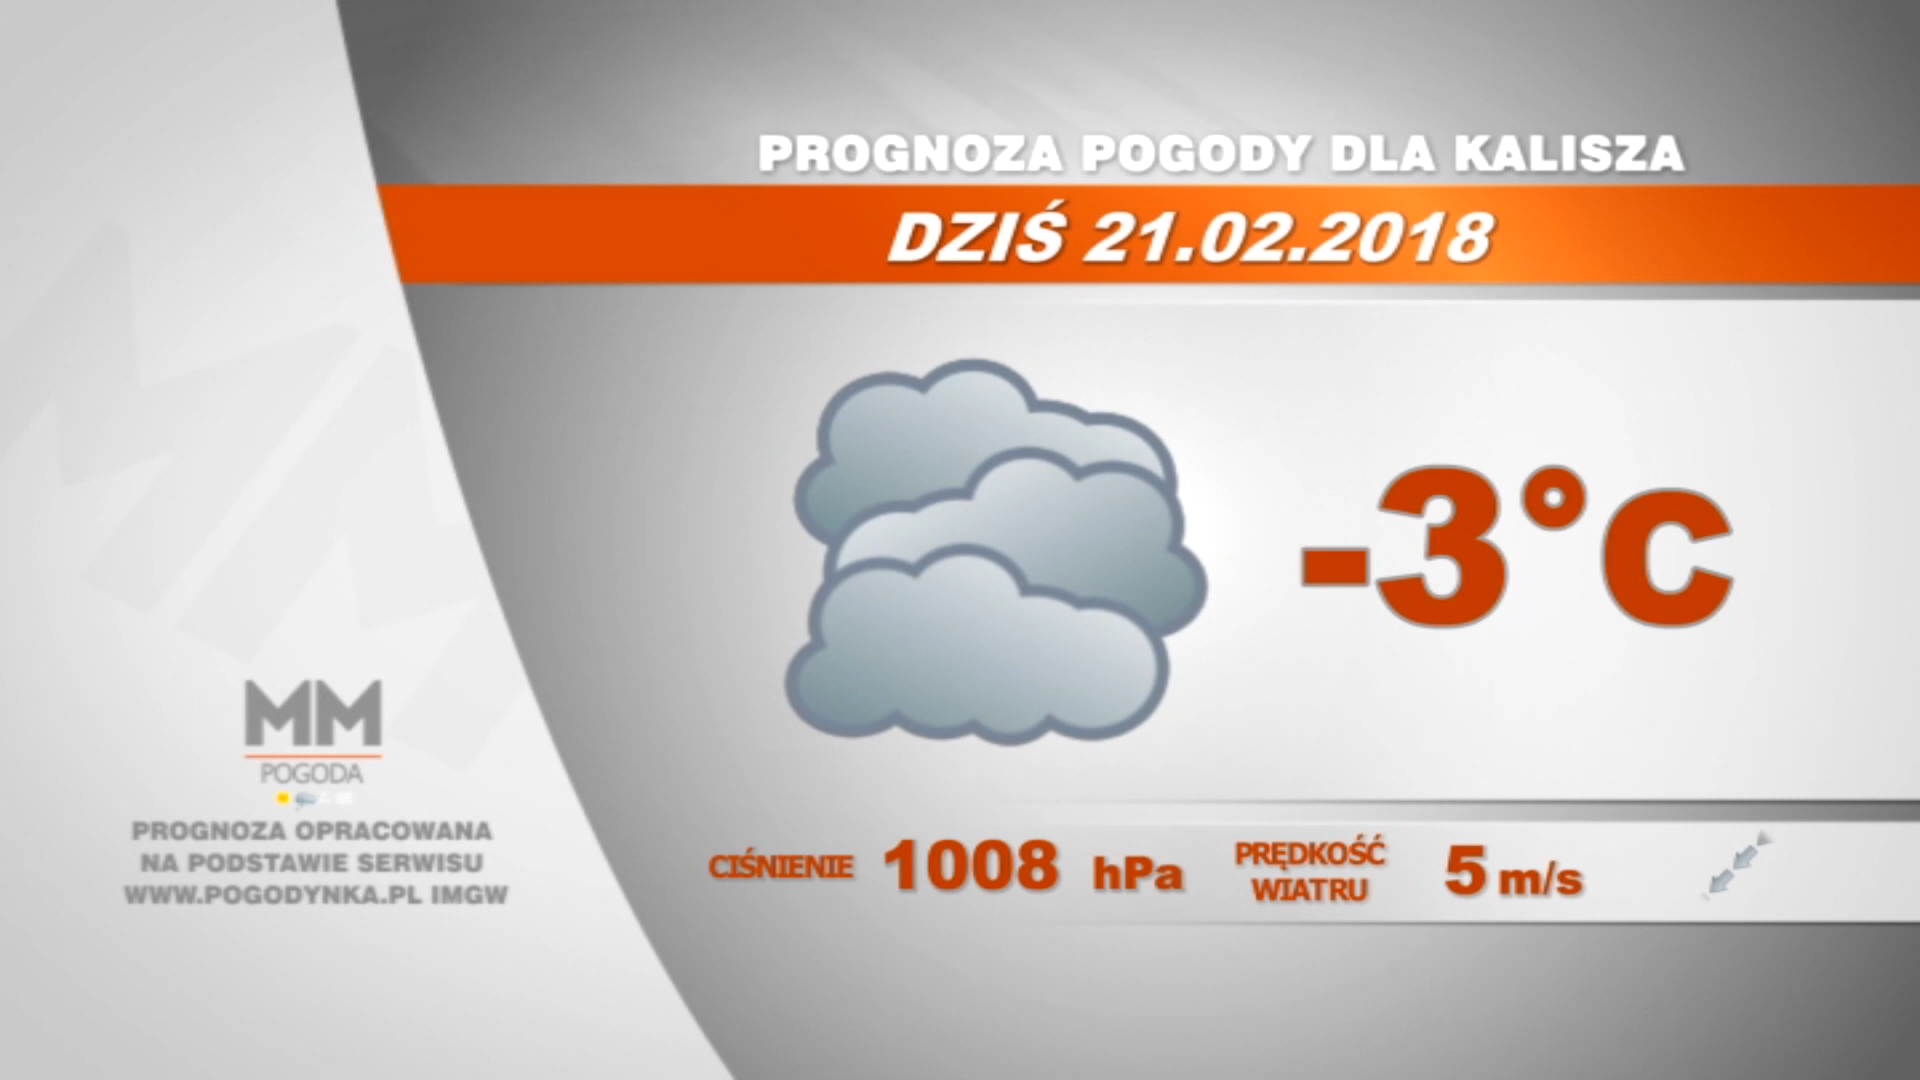 PROGNOZA POGODY DLA KALISZA
DZIŚ 21.02.2018
-3°C
CIŚNIENIE 1008 hPa
PRĘDKOŚĆ
WIATRU
5 m/s
MM
POGODA
PROGNOZA OPRACOWANA
NA PODSTAWIE SERWISU
WWW.POGODYNKA.PL IMGW